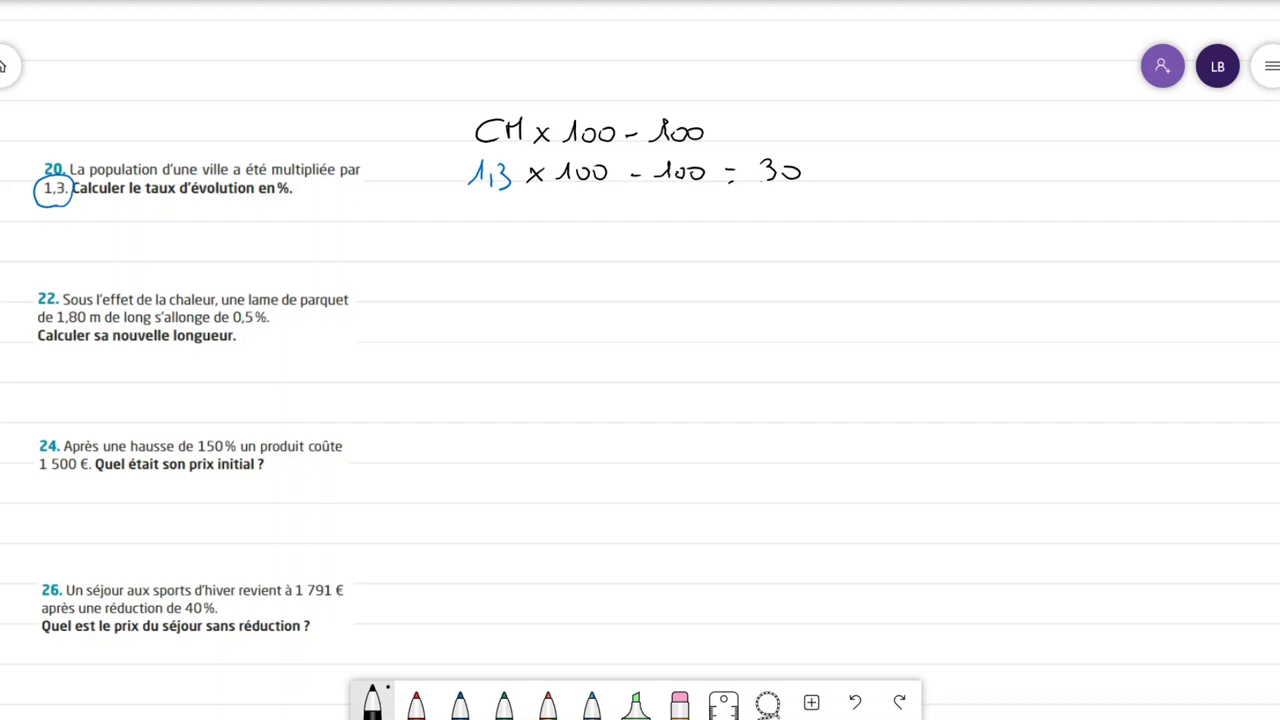 LB
CM x 100 - 100
1,3 x 100 - 100 = 30
20. La population d'une ville a été multipliée par
1,3. Calculer le taux d'évolution en %.
22. Sous l'effet de la chaleur, une lame de parquet
de 1,80 m de long s'allonge de 0,5 %.
Calculer sa nouvelle longueur.
24. Après une hausse de 150 % un produit coûte
1 500 €. Quel était son prix initial ?
26. Un séjour aux sports d'hiver revient à 1 791 €
après une réduction de 40 %.
Quel est le prix du séjour sans réduction ?